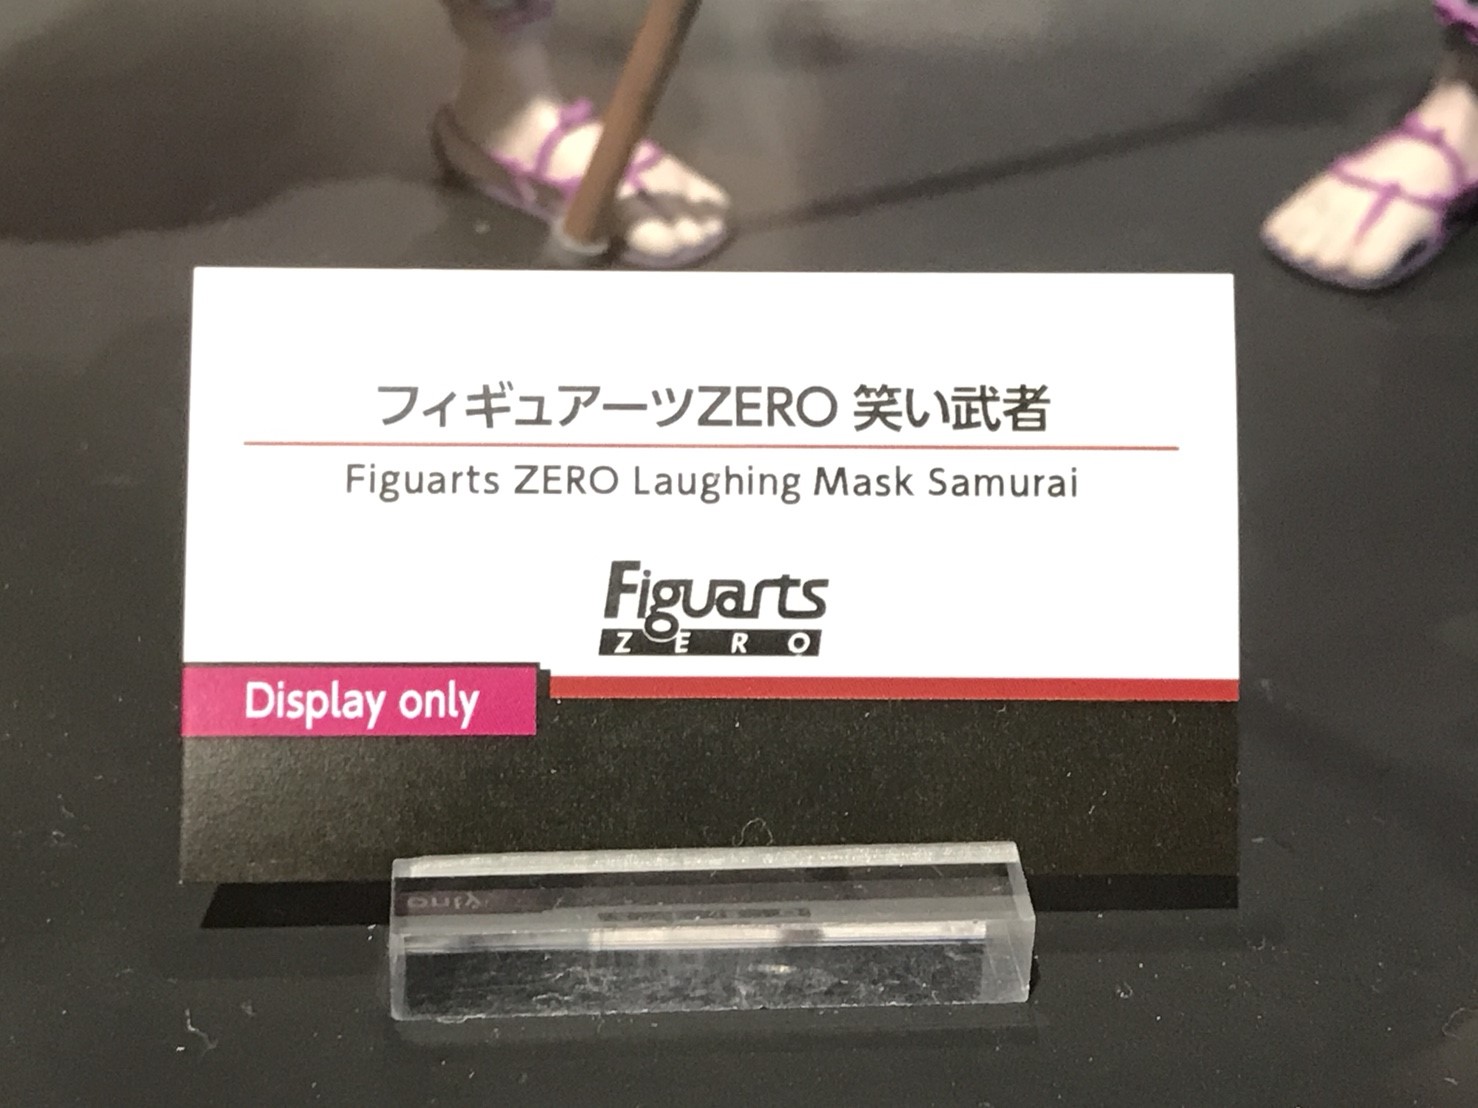 フィギュアーツZERO 笑い武者
Figuarts ZERO Laughing Mask Samurai
Figuarts
ZERO
Display only
only